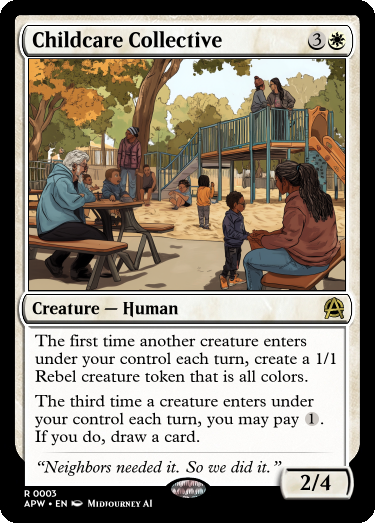 Childcare Collective 3
Creature — Human
The first time another creature enters
under your control each turn, create a 1/1
Rebel creature token that is all colors.
The third time a creature enters under
your control each turn, you may pay 1.
If you do, draw a card.
“Neighbors needed it. So we did it.”
2/4
R 0003
APW • EN Midjourney AI